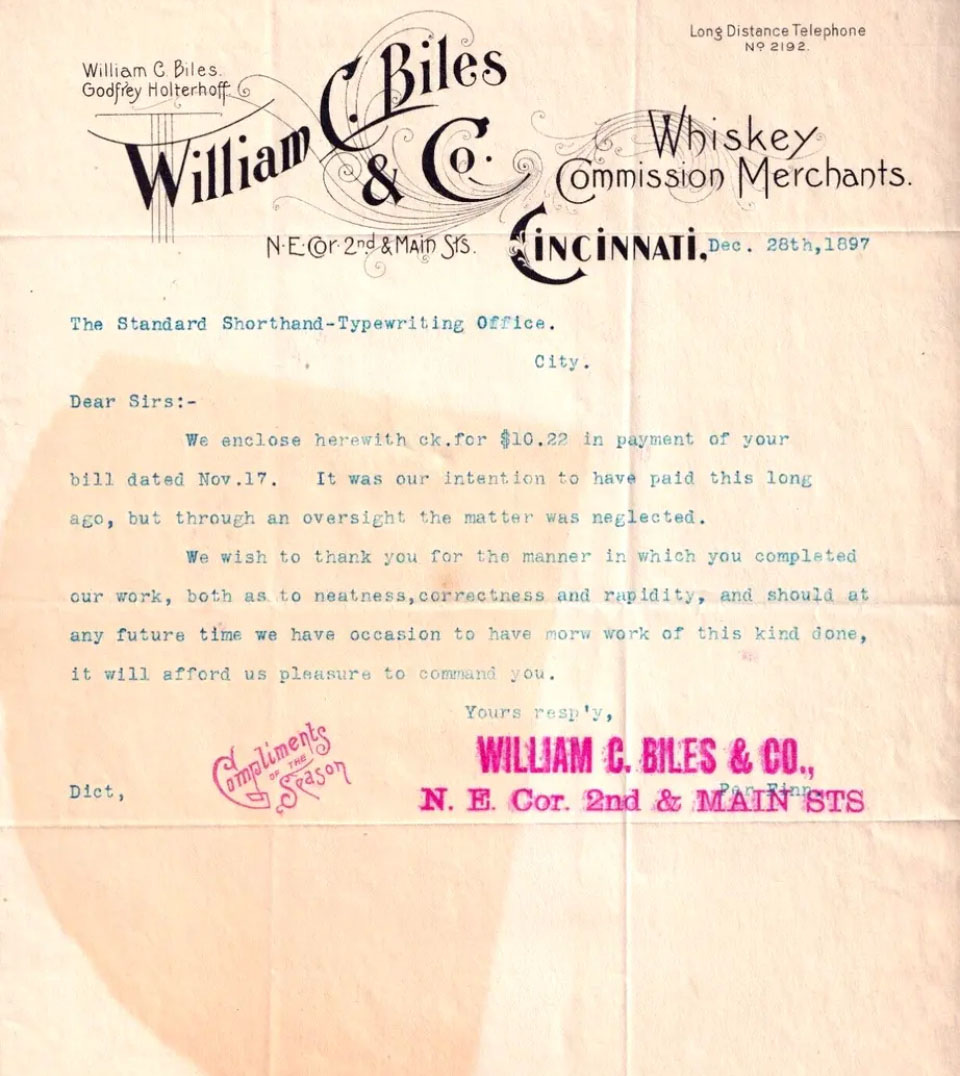 Long Distance Telephone
No 2192.
William C. Biles.
Godfrey Holterhoff
William C. Biles & Co.
Whiskey
Commission Merchants.
N.E. Cor. 2nd & Main Sts.
Cincinnati, Dec. 28th, 1897
The Standard Shorthand-Typewriting Office.
City.
Dear Sirs:-
We enclose herewith ck.for $10.22 in payment of your
bill dated Nov.17. It was our intention to have paid this long
ago, but through an oversight the matter was neglected.
We wish to thank you for the manner in which you completed
our work, both as to neatness,correctness and rapidity, and should at
any future time we have occasion to have morw work of this kind done,
it will afford us pleasure to command you.
Yours resp'y,
Compliments
OF THE
Season
WILLIAM C. BILES & CO.,
Dict,
Per Finn.
N. E. Cor. 2nd & MAIN STS